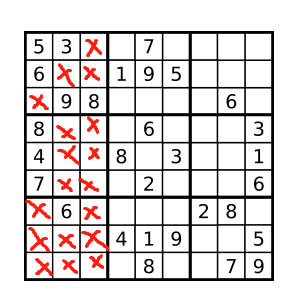 5 3 x 7
6 x x 1 9 5
x 9 8 6
8 x x 6 3
4 x x 8 3 1
7 x x 2 6
x 6 x 2 8
x x x 4 1 9 5
x x x 8 7 9